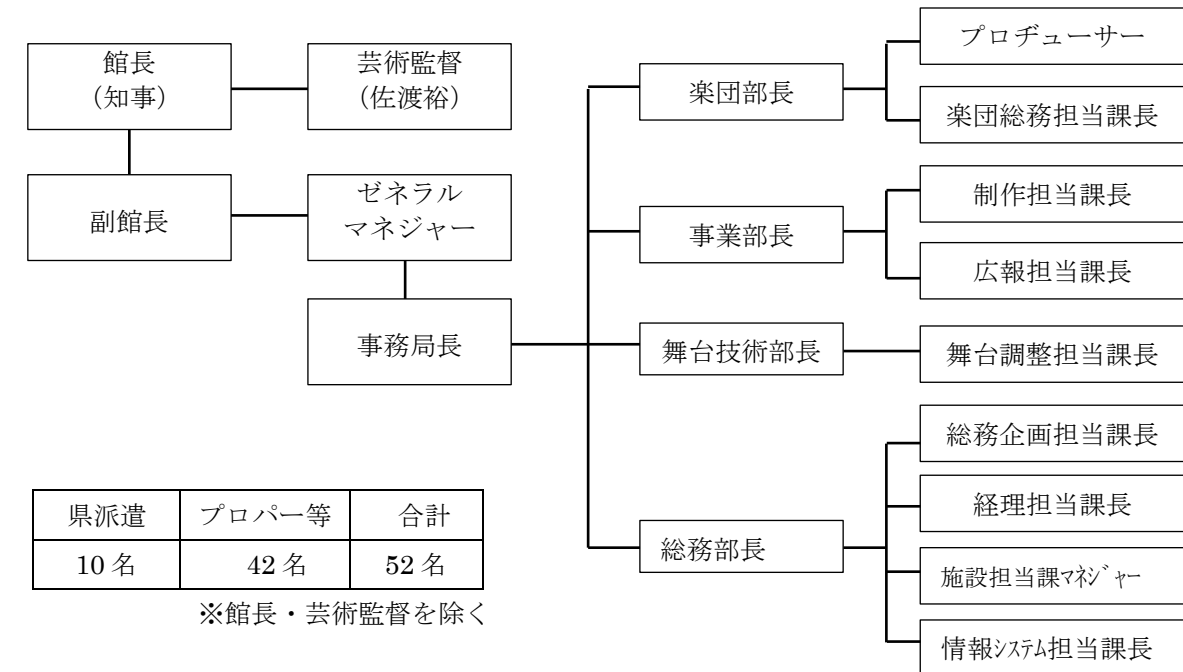 館長
(知事)
芸術監督
(佐渡裕)
副館長
ゼネラル
マネジャー
事務局長
楽団部長
プロデューサー
楽団総務担当課長
事業部長
制作担当課長
広報担当課長
舞台技術部長
舞台調整担当課長
総務部長
総務企画担当課長
経理担当課長
施設担当課ﾏﾈｼﾞｬｰ
情報ｼｽﾃﾑ担当課長
県派遣 プロパー等 合計
10名 42名 52名
※館長・芸術監督を除く